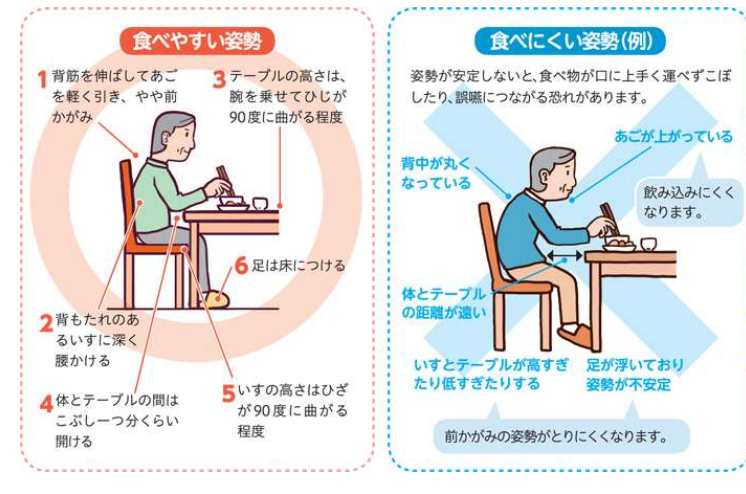 食べやすい姿勢
1 背筋を伸ばしてあご
を軽く引き、やや前
かがみ
3 テーブルの高さは、
腕を乗せてひじが
90度に曲がる程度
6 足は床につける
2 背もたれのあ
るいすに深く
腰かける
4 体とテーブルの間は
こぶし一つ分くらい
開ける
5 いすの高さはひざ
が90度に曲がる
程度
食べにくい姿勢(例)
姿勢が安定しないと、食べ物が口に上手く運べずこぼ
したり、誤嚥につながる恐れがあります。
あごが上がっている
背中が丸く
なっている
飲み込みにくく
なります。
体とテーブル
の距離が遠い
いすとテーブルが高すぎ
たり低すぎたりする
足が浮いており
姿勢が不安定
前かがみの姿勢がとりにくくなります。